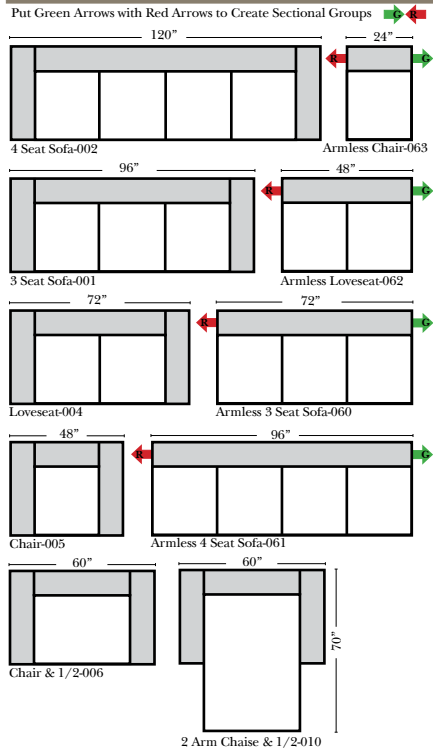 Put Green Arrows with Red Arrows to Create Sectional Groups G R
120” 24”
R G
4 Seat Sofa-002 Armless Chair-063
96” 48”
R G
3 Seat Sofa-001 Armless Loveseat-062
72” 72”
R G
Loveseat-004 Armless 3 Seat Sofa-060
48” 96”
R G
Chair-005 Armless 4 Seat Sofa-061
60” 60”
70”
Chair & 1/2-006
2 Arm Chaise & 1/2-010